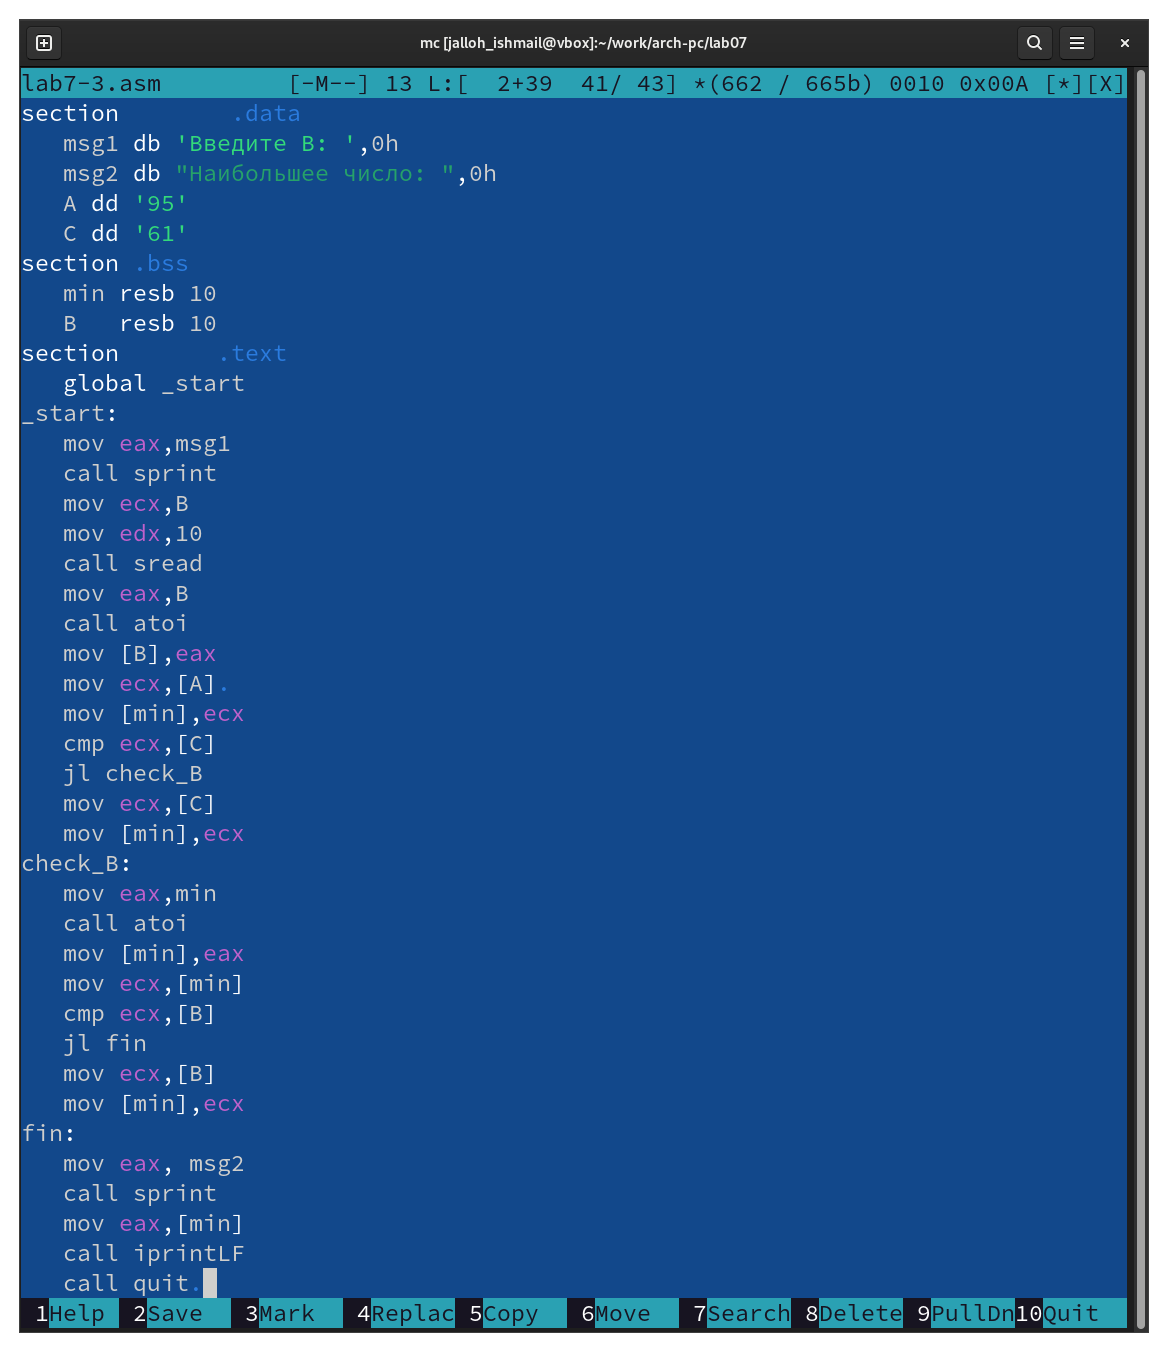 mc [jalloh_ishmail@vbox]:~/work/arch-pc/lab07
lab7-3.asm         [-M--] 13 L:[  2+39  41/ 43] *(662 / 665b) 0010 0x00A [*][X]
section        .data
   msg1 db 'Введите B: ',0h
   msg2 db "Наибольшее число: ",0h
   A dd '95'
   C dd '61'
section .bss
   min resb 10
   B   resb 10
section       .text
   global _start
_start:
   mov eax,msg1
   call sprint
   mov ecx,B
   mov edx,10
   call sread
   mov eax,B
   call atoi
   mov [B],eax
   mov ecx,[A].
   mov [min],ecx
   cmp ecx,[C]
   jl check_B
   mov ecx,[C]
   mov [min],ecx
check_B:
   mov eax,min
   call atoi
   mov [min],eax
   mov ecx,[min]
   cmp ecx,[B]
   jl fin
   mov ecx,[B]
   mov [min],ecx
fin:
   mov eax, msg2
   call sprint
   mov eax,[min]
   call iprintLF
   call quit.
1Help 2Save 3Mark 4Replac 5Copy 6Move 7Search 8Delete 9PullDn 10Quit